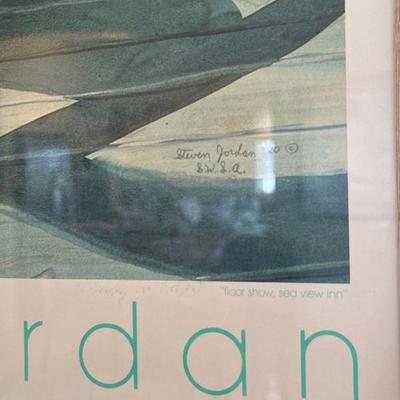 Steven Jordan '80 ©
S.W.S.A.
"floor show, sea view inn"
rdan